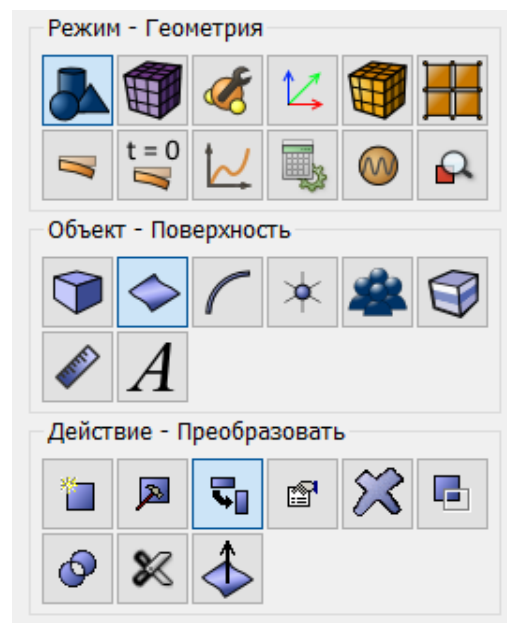 Режим - Геометрия
t = 0
Объект - Поверхность
A
Действие - Преобразовать